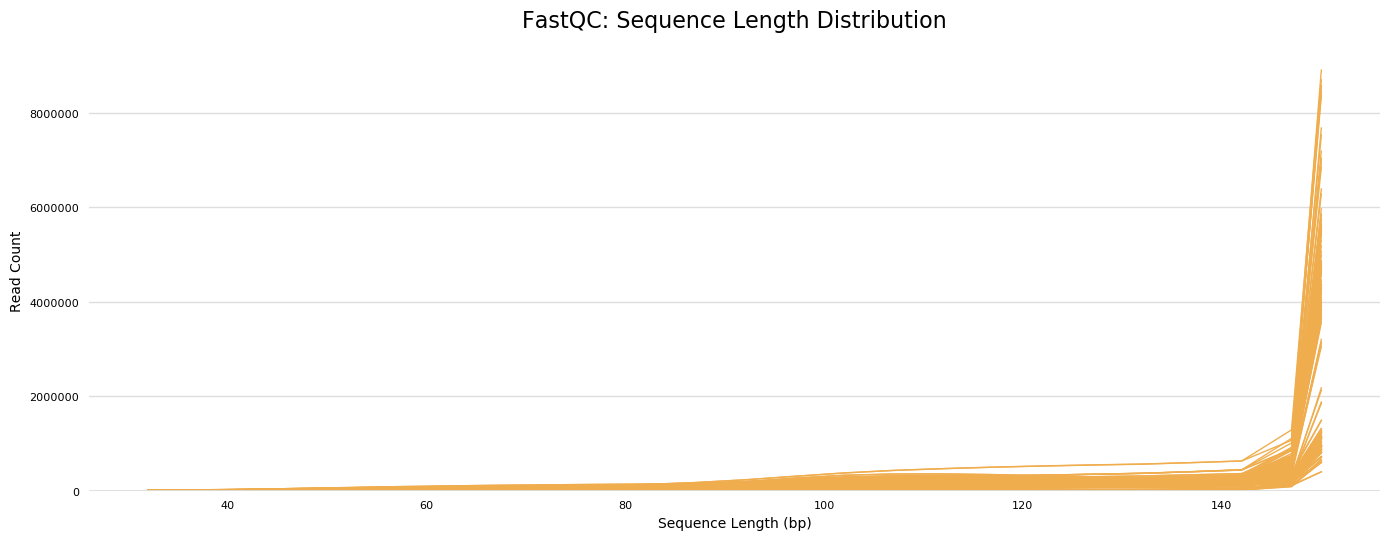 FastQC: Sequence Length Distribution
Read Count
8000000
6000000
4000000
2000000
0
40 60 80 100 120 140
Sequence Length (bp)